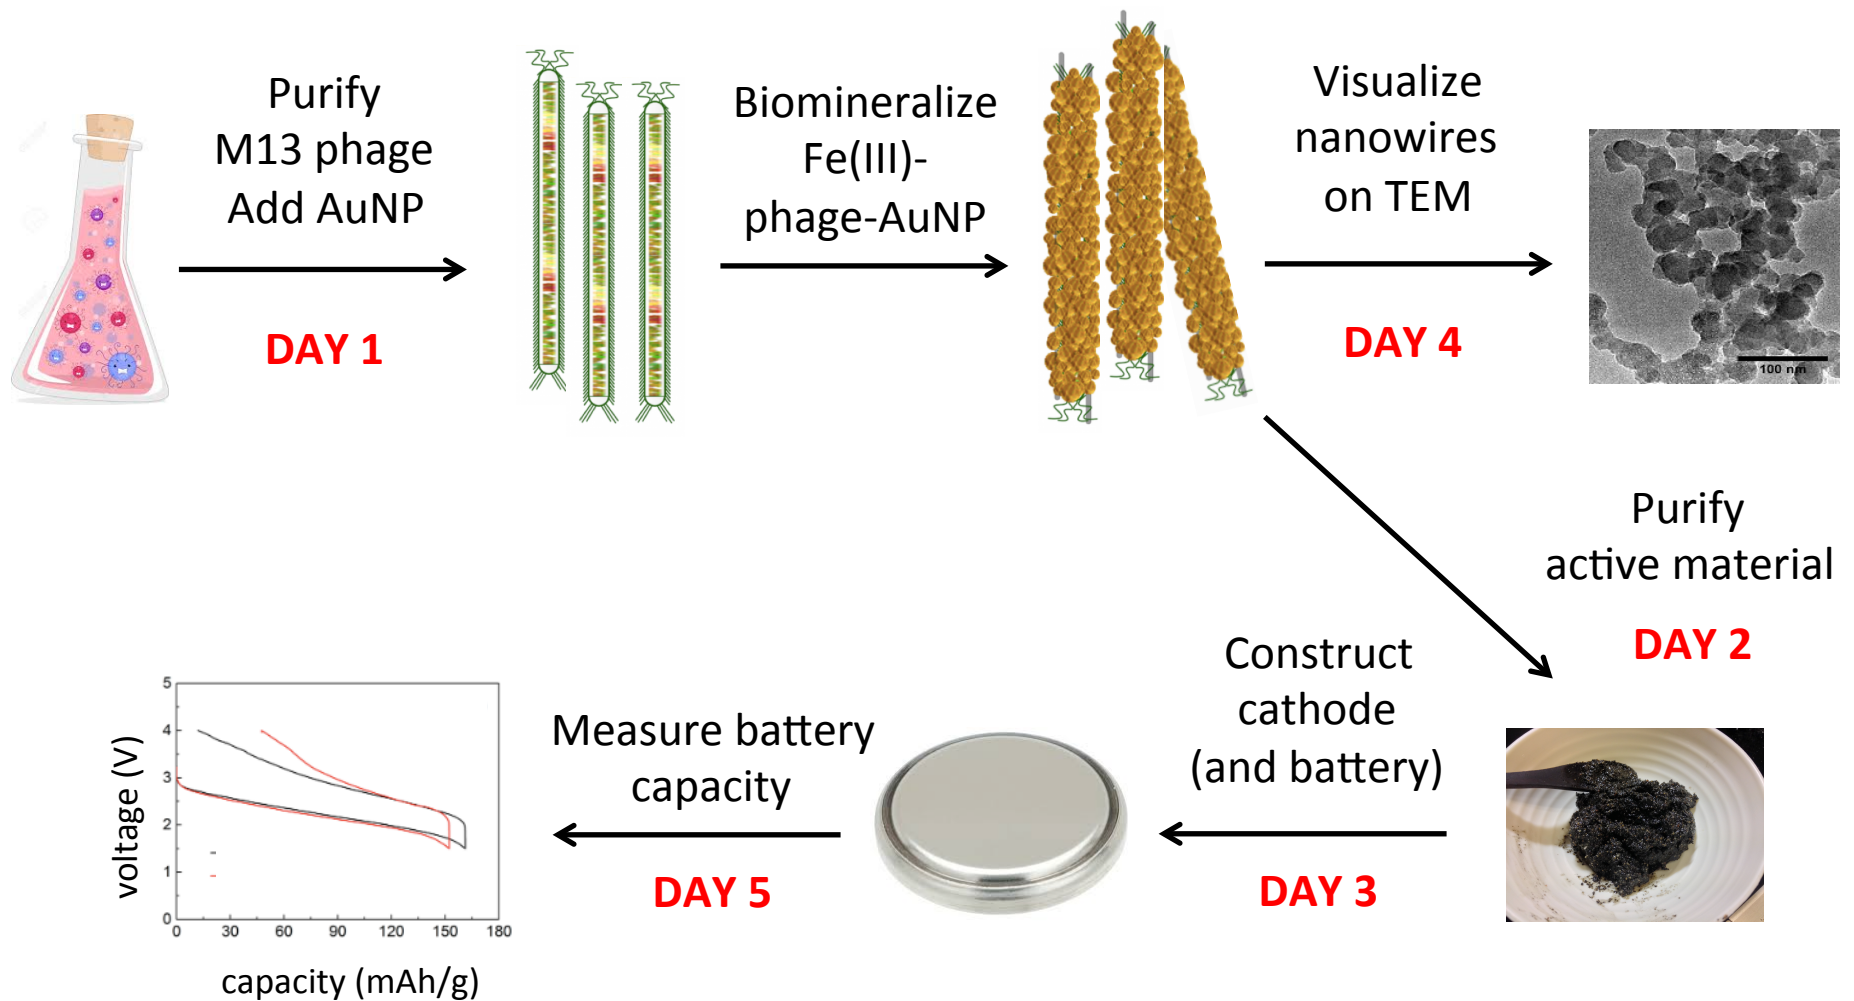 Purify
M13 phage
Add AuNP
DAY 1
Biomineralize
Fe(III)-
phage-AuNP
Visualize
nanowires
on TEM
DAY 4
100 nm
Purify
active material
DAY 2
Construct
cathode
(and battery)
DAY 3
Measure battery
capacity
DAY 5
voltage (V)
5
4
3
2
1
0
0 30 60 90 120 150 180
capacity (mAh/g)